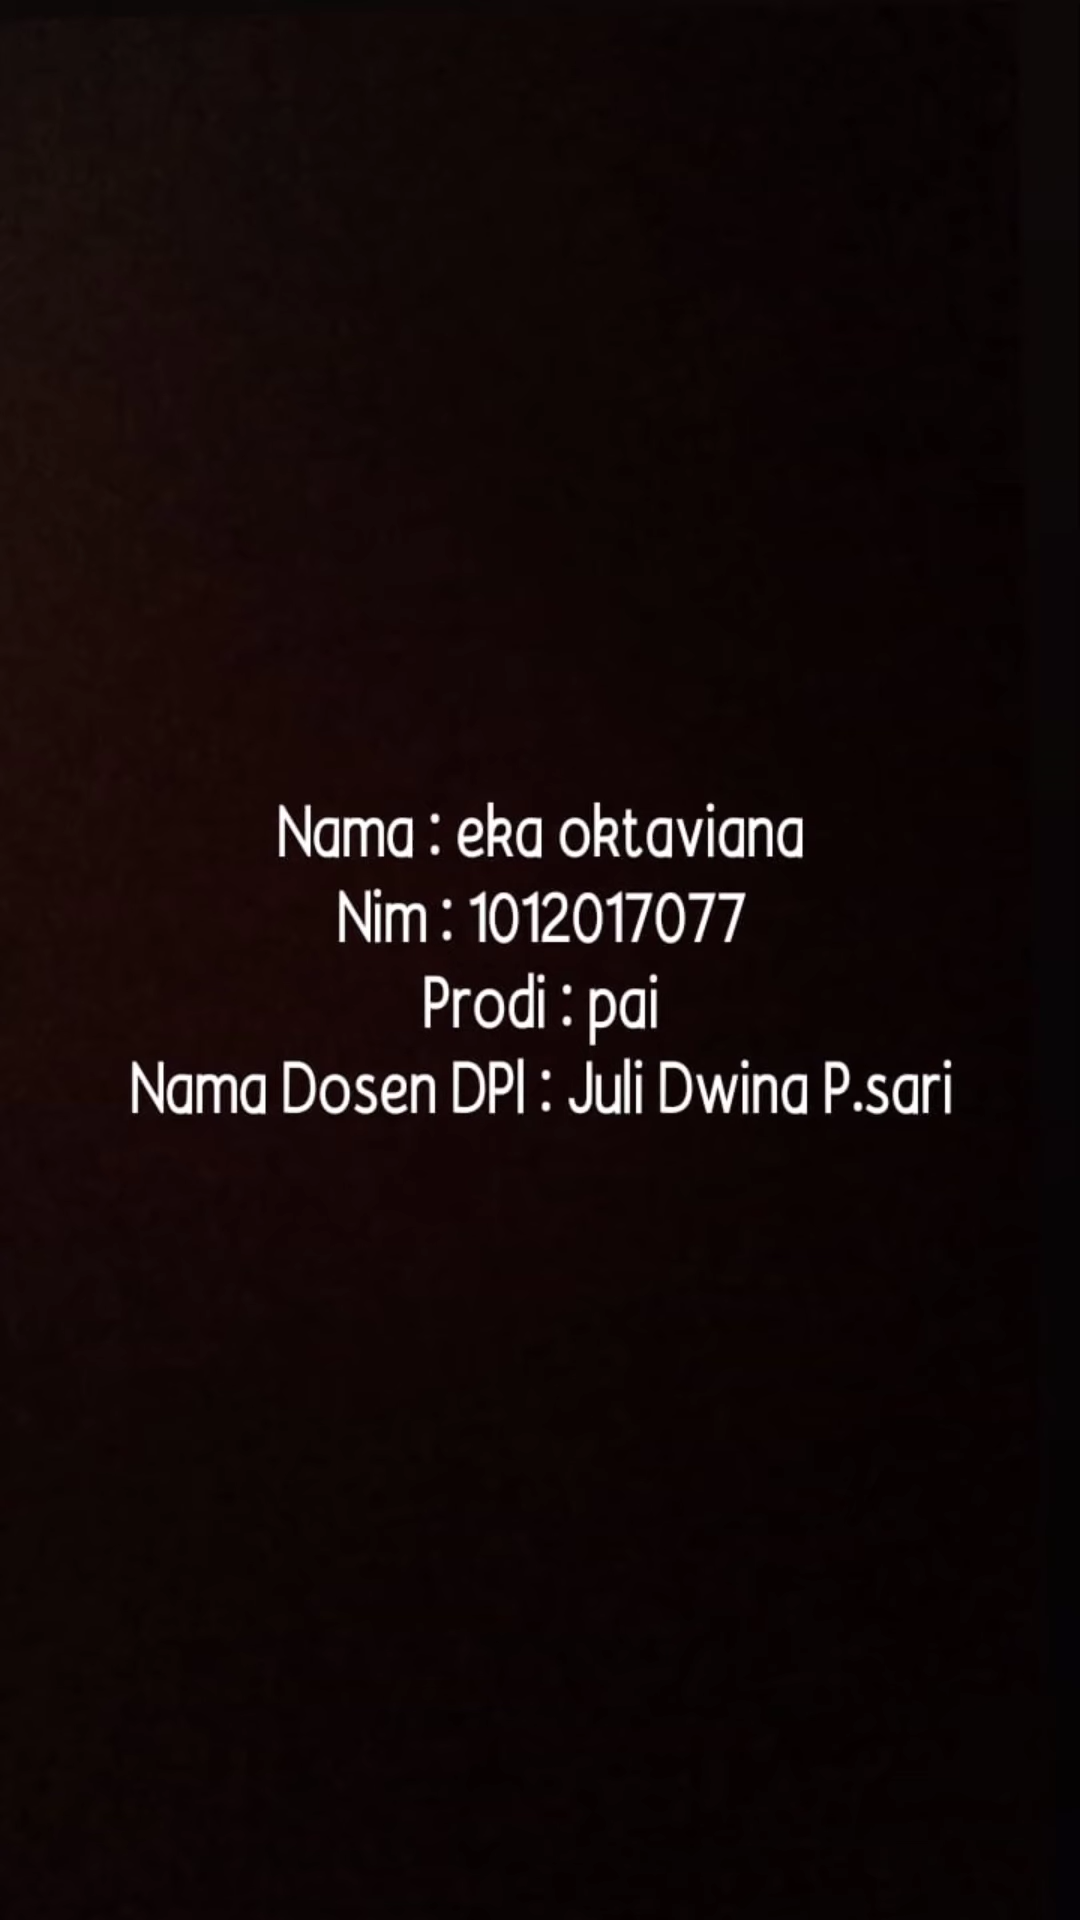 Nama : eka oktaviana
Nim : 1012017077
Prodi : pai
Nama Dosen DPl : Juli Dwina P.sari